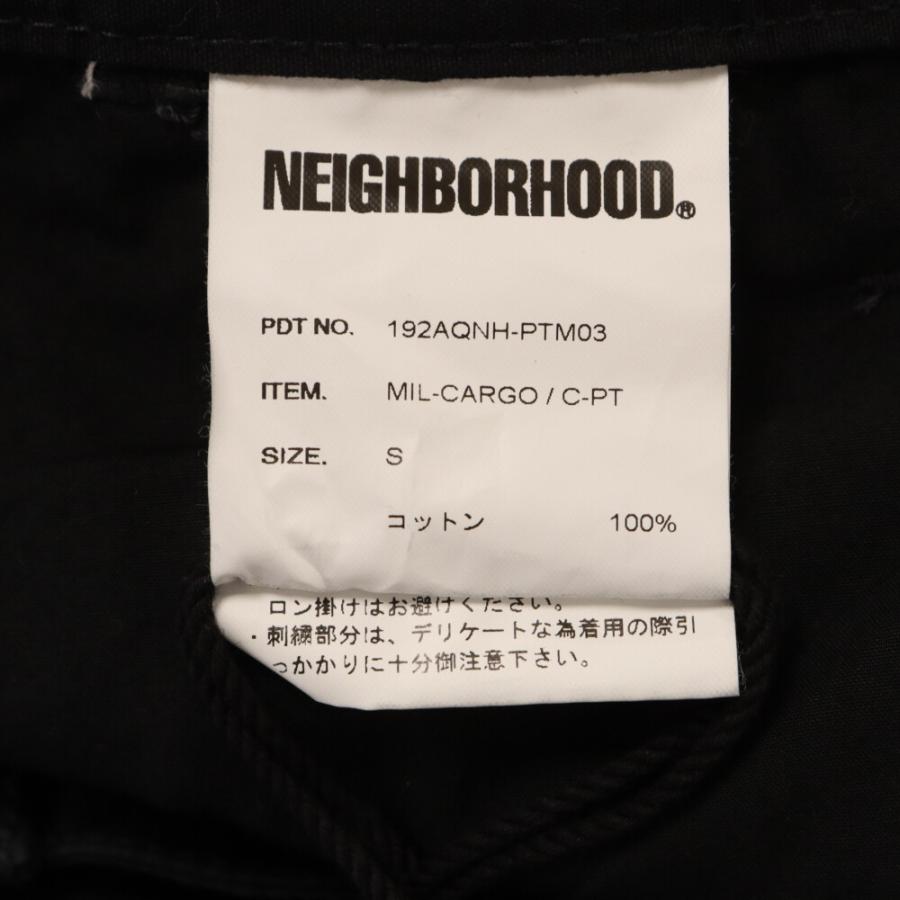 NEIGHBORHOOD®
PDT NO. 192AQNH-PTM03
ITEM. MIL-CARGO / C-PT
SIZE. S
コットン 100%
ロン掛けはお避けください。
・刺繍部分は、デリケートな為着用の際引
っかかりに十分御注意下さい。